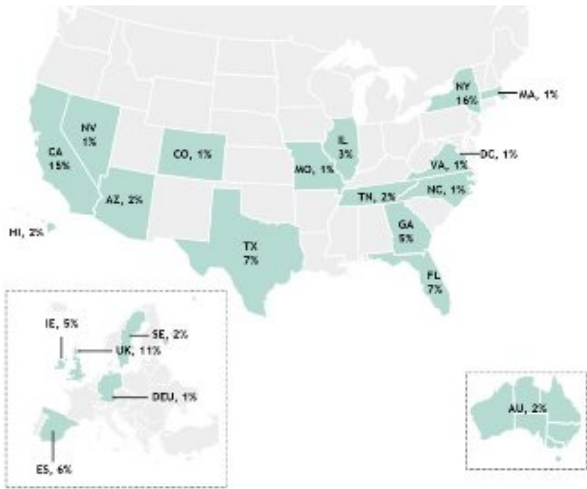 NY
16%
MA, 1%
NV
1%
IL
3%
DC, 1%
CA
15%
CO, 1%
MO, 1%
VA, 1%
AZ, 2%
TN, 2%
NC, 1%
HI, 2%
TX
7%
GA
5%
FL
7%
IE, 5%
SE, 2%
UK, 11%
DEU, 1%
ES, 6%
AU, 2%